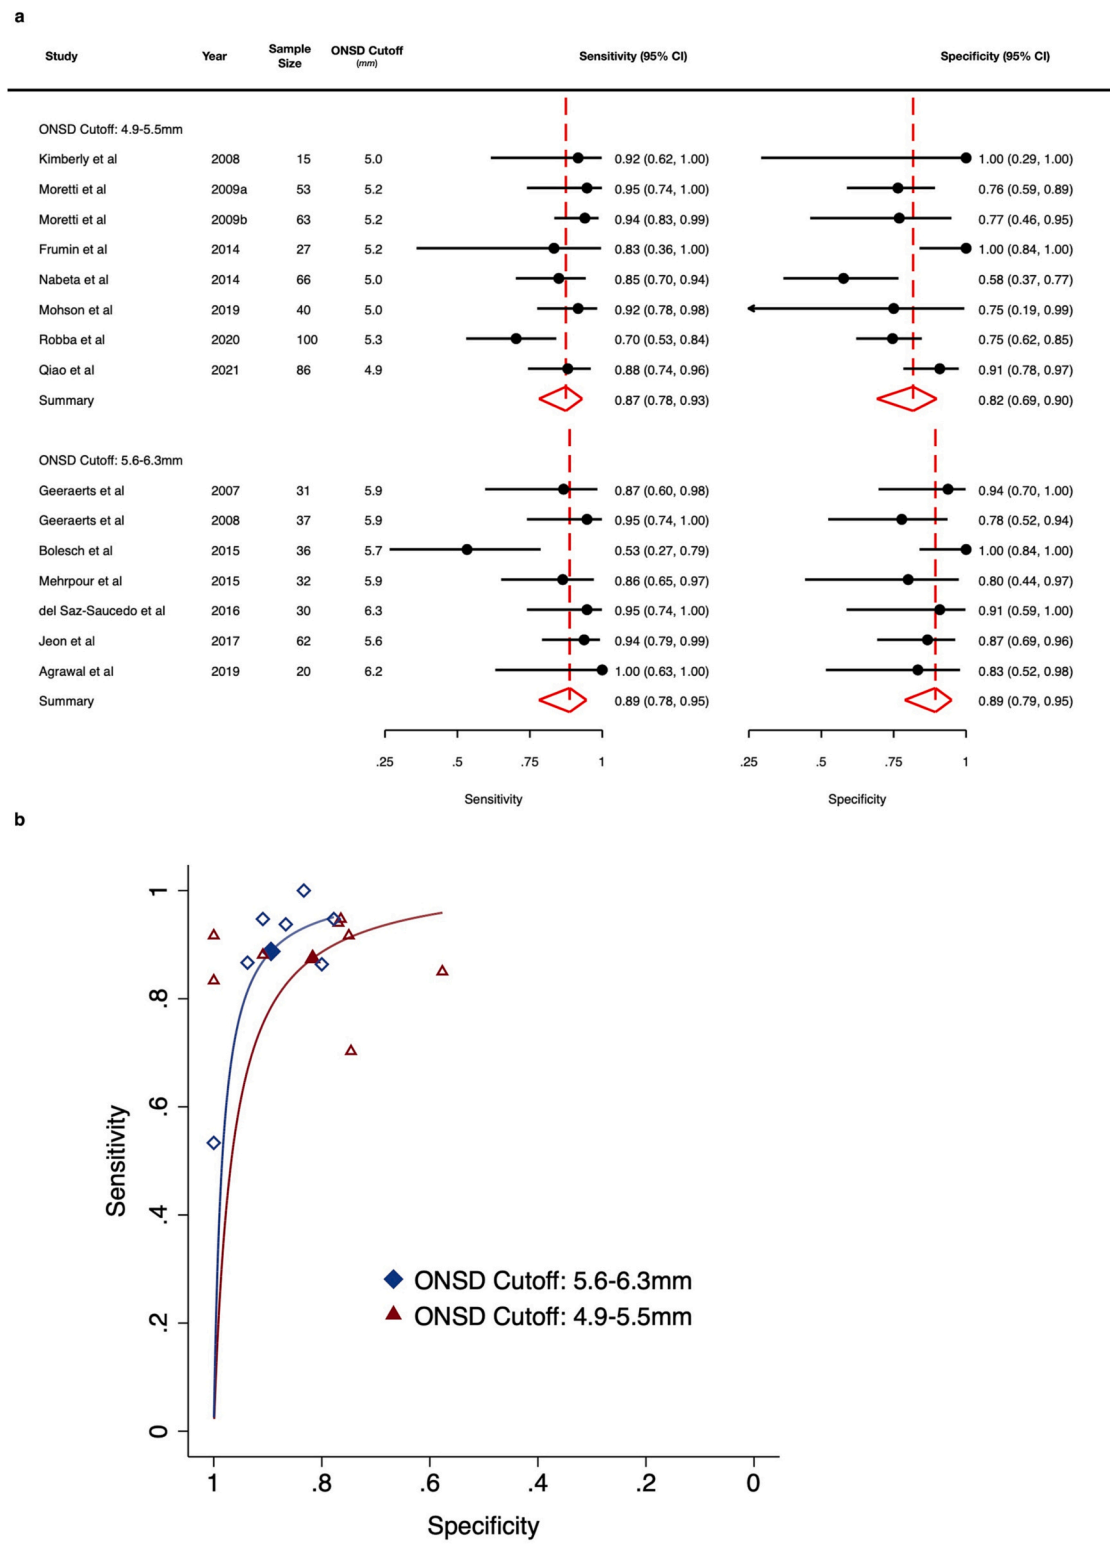 a
Study Year Sample Size ONSD Cutoff (mm) Sensitivity (95% CI) Specificity (95% CI)
ONSD Cutoff: 4.9-5.5mm
Kimberly et al 2008 15 5.0 0.92 (0.62, 1.00) 1.00 (0.29, 1.00)
Moretti et al 2009a 53 5.2 0.95 (0.74, 1.00) 0.76 (0.59, 0.89)
Moretti et al 2009b 63 5.2 0.94 (0.83, 0.99) 0.77 (0.46, 0.95)
Frumin et al 2014 27 5.2 0.83 (0.36, 1.00) 1.00 (0.84, 1.00)
Nabeta et al 2014 66 5.0 0.85 (0.70, 0.94) 0.58 (0.37, 0.77)
Mohson et al 2019 40 5.0 0.92 (0.78, 0.98) 0.75 (0.19, 0.99)
Robba et al 2020 100 5.3 0.70 (0.53, 0.84) 0.75 (0.62, 0.85)
Qiao et al 2021 86 4.9 0.88 (0.74, 0.96) 0.91 (0.78, 0.97)
Summary 0.87 (0.78, 0.93) 0.82 (0.69, 0.90)
ONSD Cutoff: 5.6-6.3mm
Geeraerts et al 2007 31 5.9 0.87 (0.60, 0.98) 0.94 (0.70, 1.00)
Geeraerts et al 2008 37 5.9 0.95 (0.74, 1.00) 0.78 (0.52, 0.94)
Bolesch et al 2015 36 5.7 0.53 (0.27, 0.79) 1.00 (0.84, 1.00)
Mehrpour et al 2015 32 5.9 0.86 (0.65, 0.97) 0.80 (0.44, 0.97)
del Saz-Saucedo et al 2016 30 6.3 0.95 (0.74, 1.00) 0.91 (0.59, 1.00)
Jeon et al 2017 62 5.6 0.94 (0.79, 0.99) 0.87 (0.69, 0.96)
Agrawal et al 2019 20 6.2 1.00 (0.63, 1.00) 0.83 (0.52, 0.98)
Summary 0.89 (0.78, 0.95) 0.89 (0.79, 0.95)
.25 .5 .75 1 .25 .5 .75 1
Sensitivity Specificity
b
1
.8
.6
.4
.2
0
Sensitivity
ONSD Cutoff: 5.6-6.3mm
ONSD Cutoff: 4.9-5.5mm
1 .8 .6 .4 .2 0
Specificity